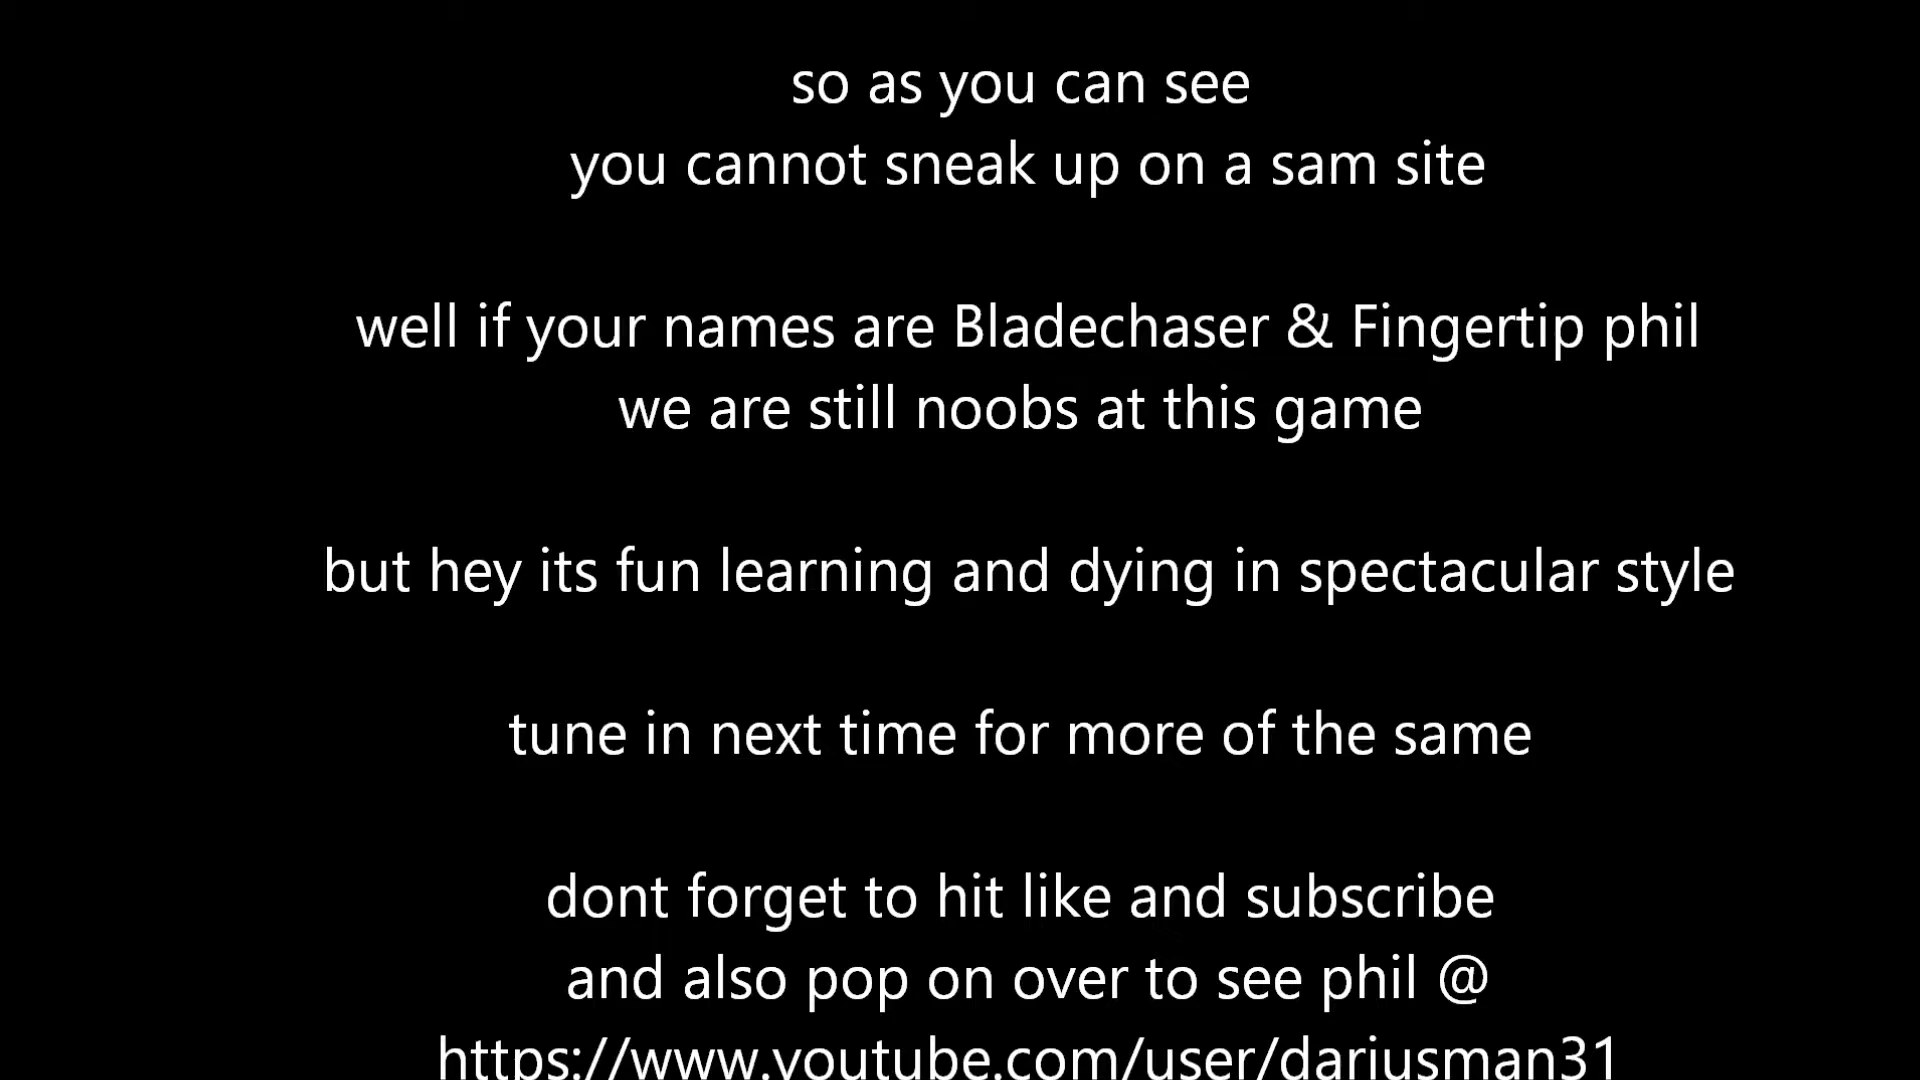 so as you can see
you cannot sneak up on a sam site
well if your names are Bladechaser & Fingertip phil
we are still noobs at this game
but hey its fun learning and dying in spectacular style
tune in next time for more of the same
dont forget to hit like and subscribe
and also pop on over to see phil @
https://www.youtube.com/user/dariusman31